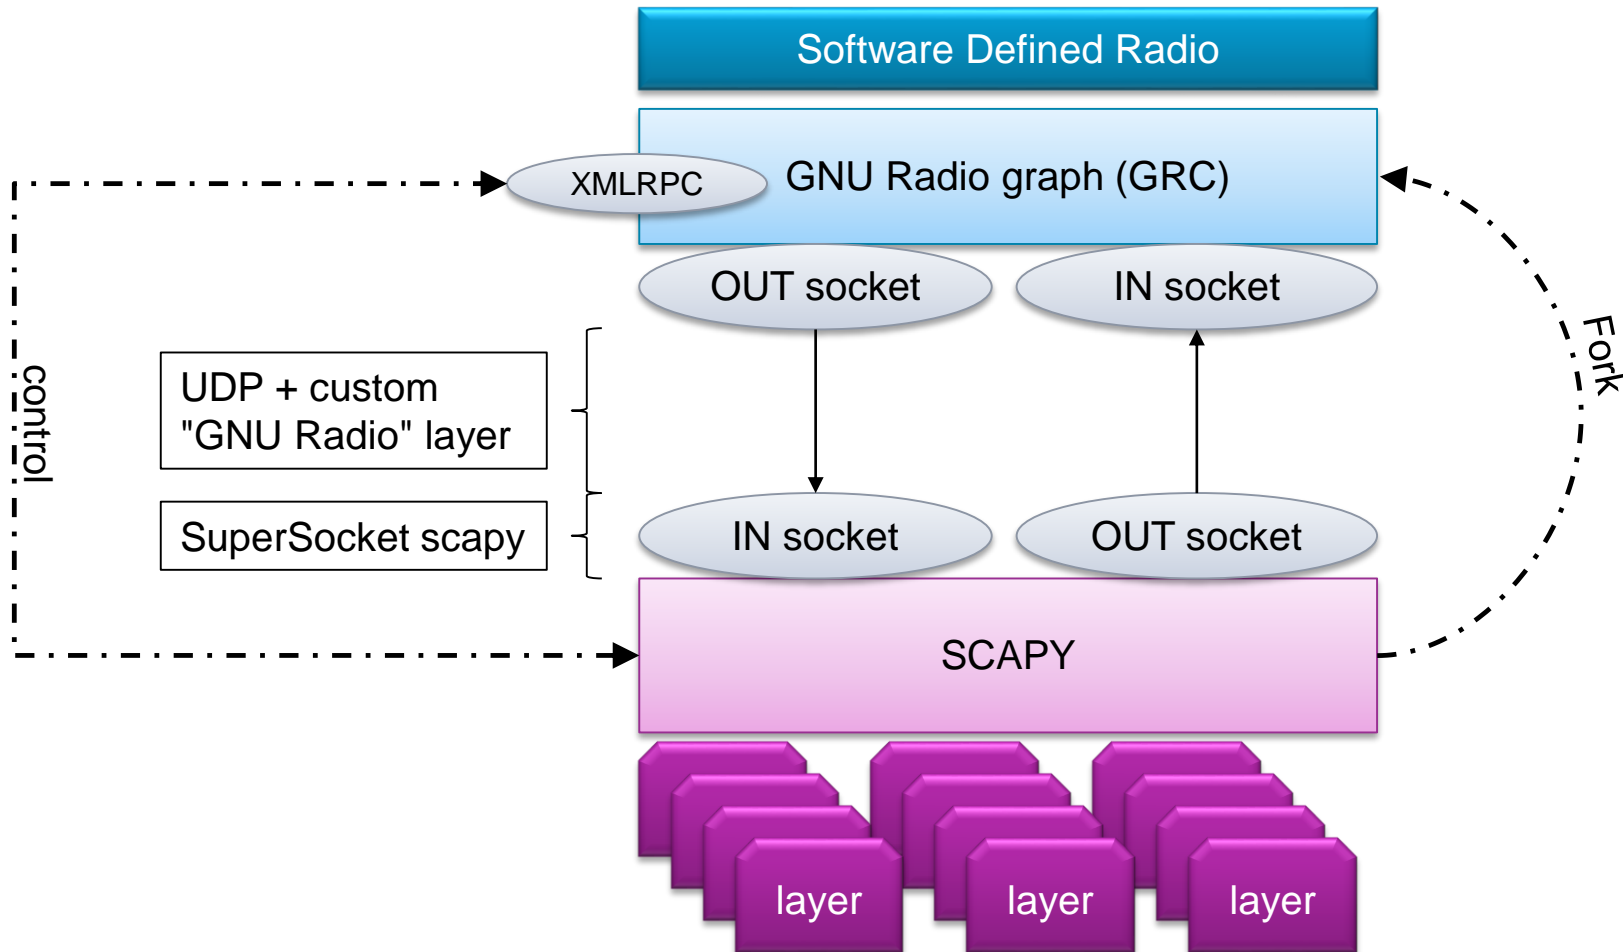 Software Defined Radio
GNU Radio graph (GRC)
XMLRPC
OUT socket
IN socket
control
Fork
UDP + custom
"GNU Radio" layer
SuperSocket scapy
IN socket
OUT socket
SCAPY
layer
layer
layer